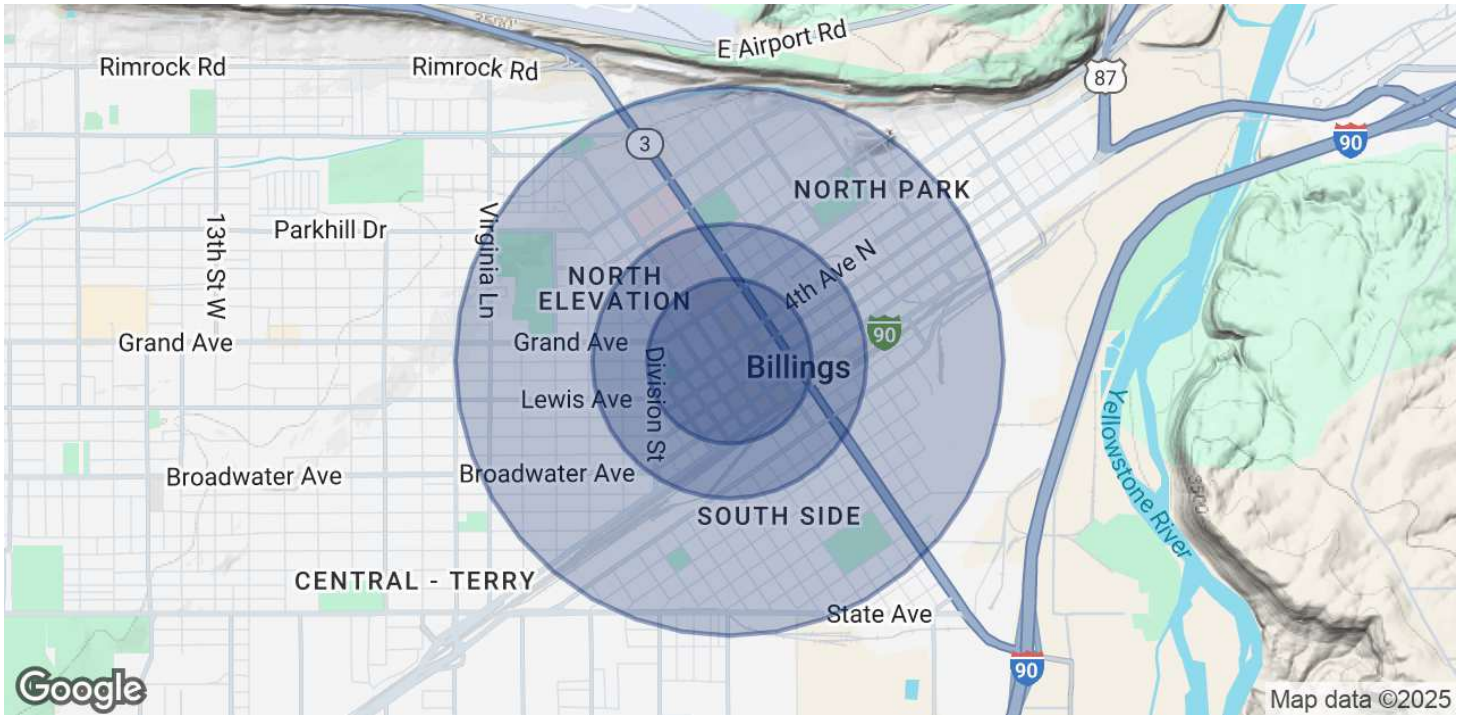 3500'
E Airport Rd
Rimrock Rd
Rimrock Rd
87
90
3
NORTH PARK
Parkhill Dr
13th St W
Virginia Ln
NORTH
ELEVATION
4th Ave N
90
Grand Ave
Grand Ave
Division St
Billings
Lewis Ave
Broadwater Ave
Broadwater Ave
Yellowstone River
3500
SOUTH SIDE
CENTRAL - TERRY
State Ave
90
Google
Map data ©2025